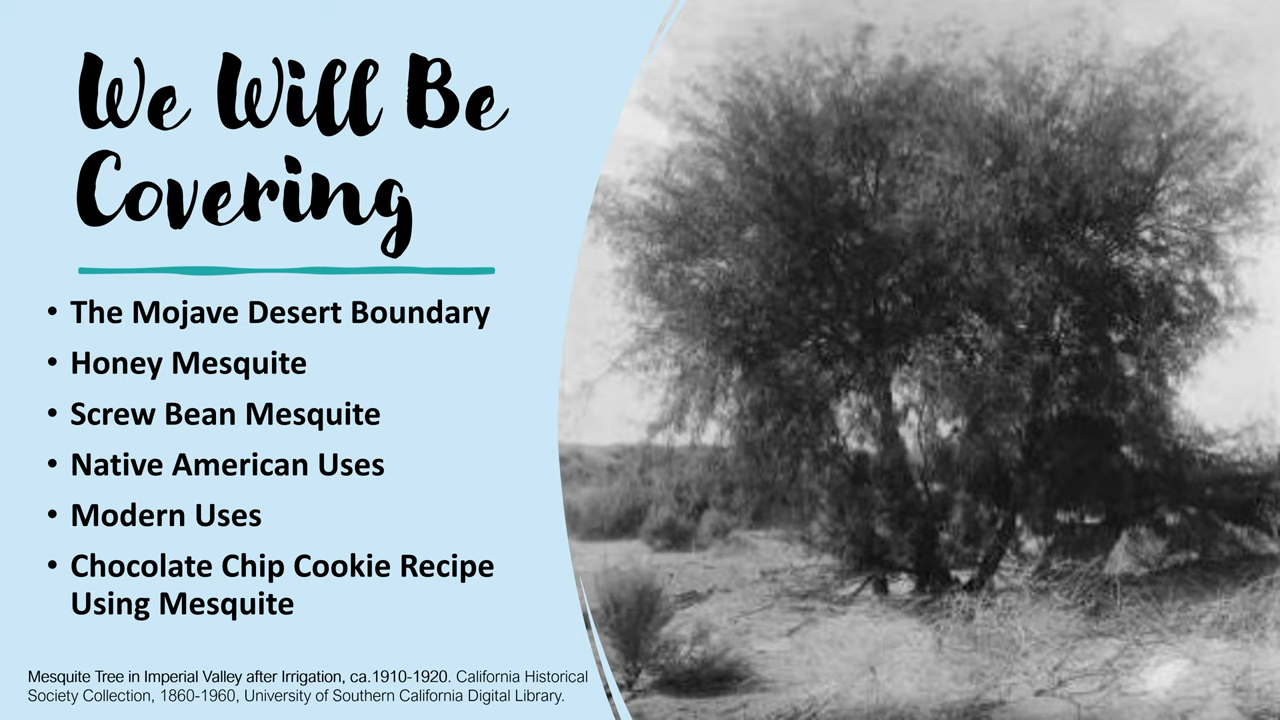 We Will Be
Covering
• The Mojave Desert Boundary
• Honey Mesquite
• Screw Bean Mesquite
• Native American Uses
• Modern Uses
• Chocolate Chip Cookie Recipe
Using Mesquite
Mesquite Tree in Imperial Valley after Irrigation, ca.1910-1920. California Historical
Society Collection, 1860-1960, University of Southern California Digital Library.